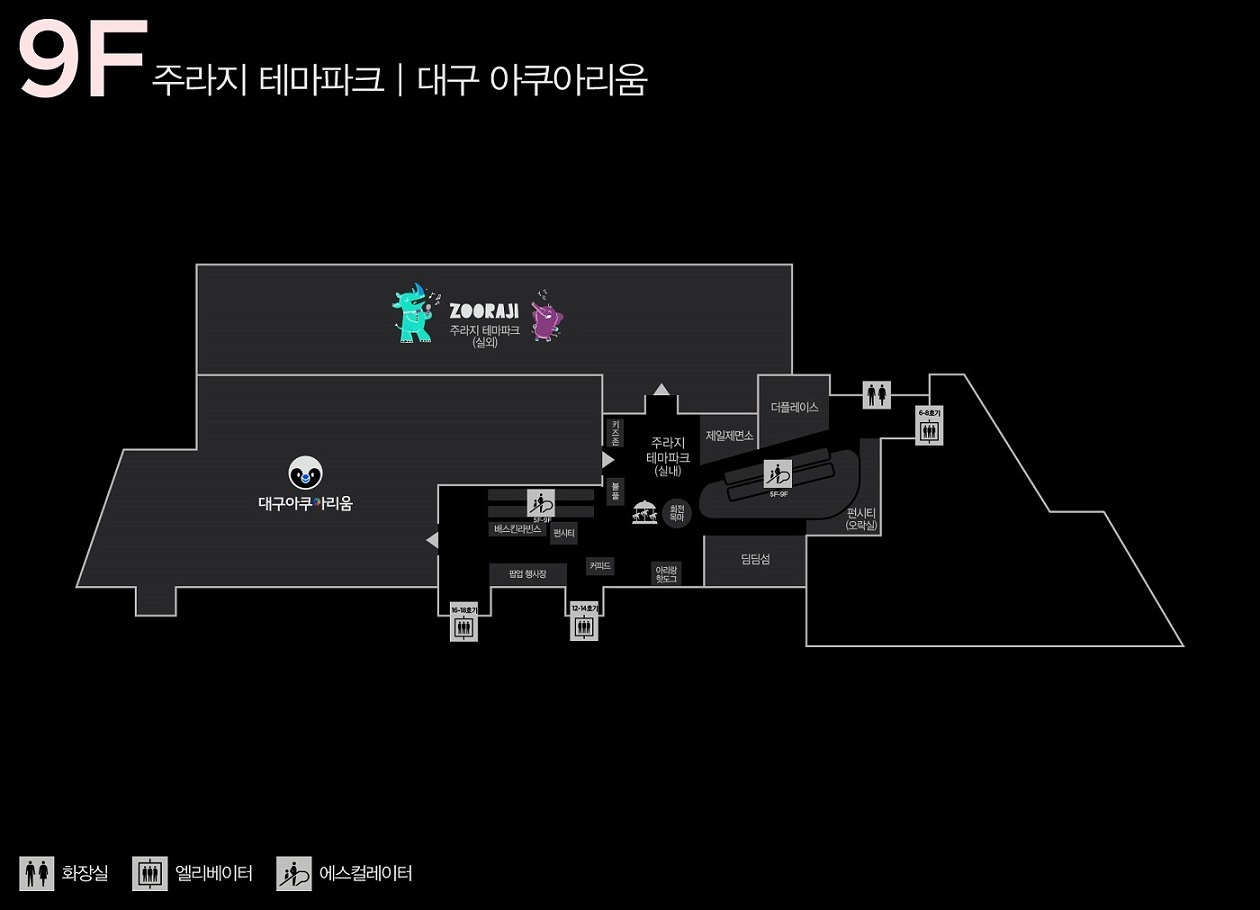 9F 주라지 테마파크 | 대구 아쿠아리움
ZOORAJI
주라지 테마파크
(실외)
더플레이스
6-8호기
키즈존
주라지
테마파크
(실내)
제일제면소
5F-9F
볼풀
회전
목마
펀시티
(오락실)
대구아쿠아리움
5F-9F
배스킨라빈스
펀시티
팝업 행사장
커피드
아리랑
핫도그
딤딤섬
16-18호기
12-14호기
화장실
엘리베이터
에스컬레이터